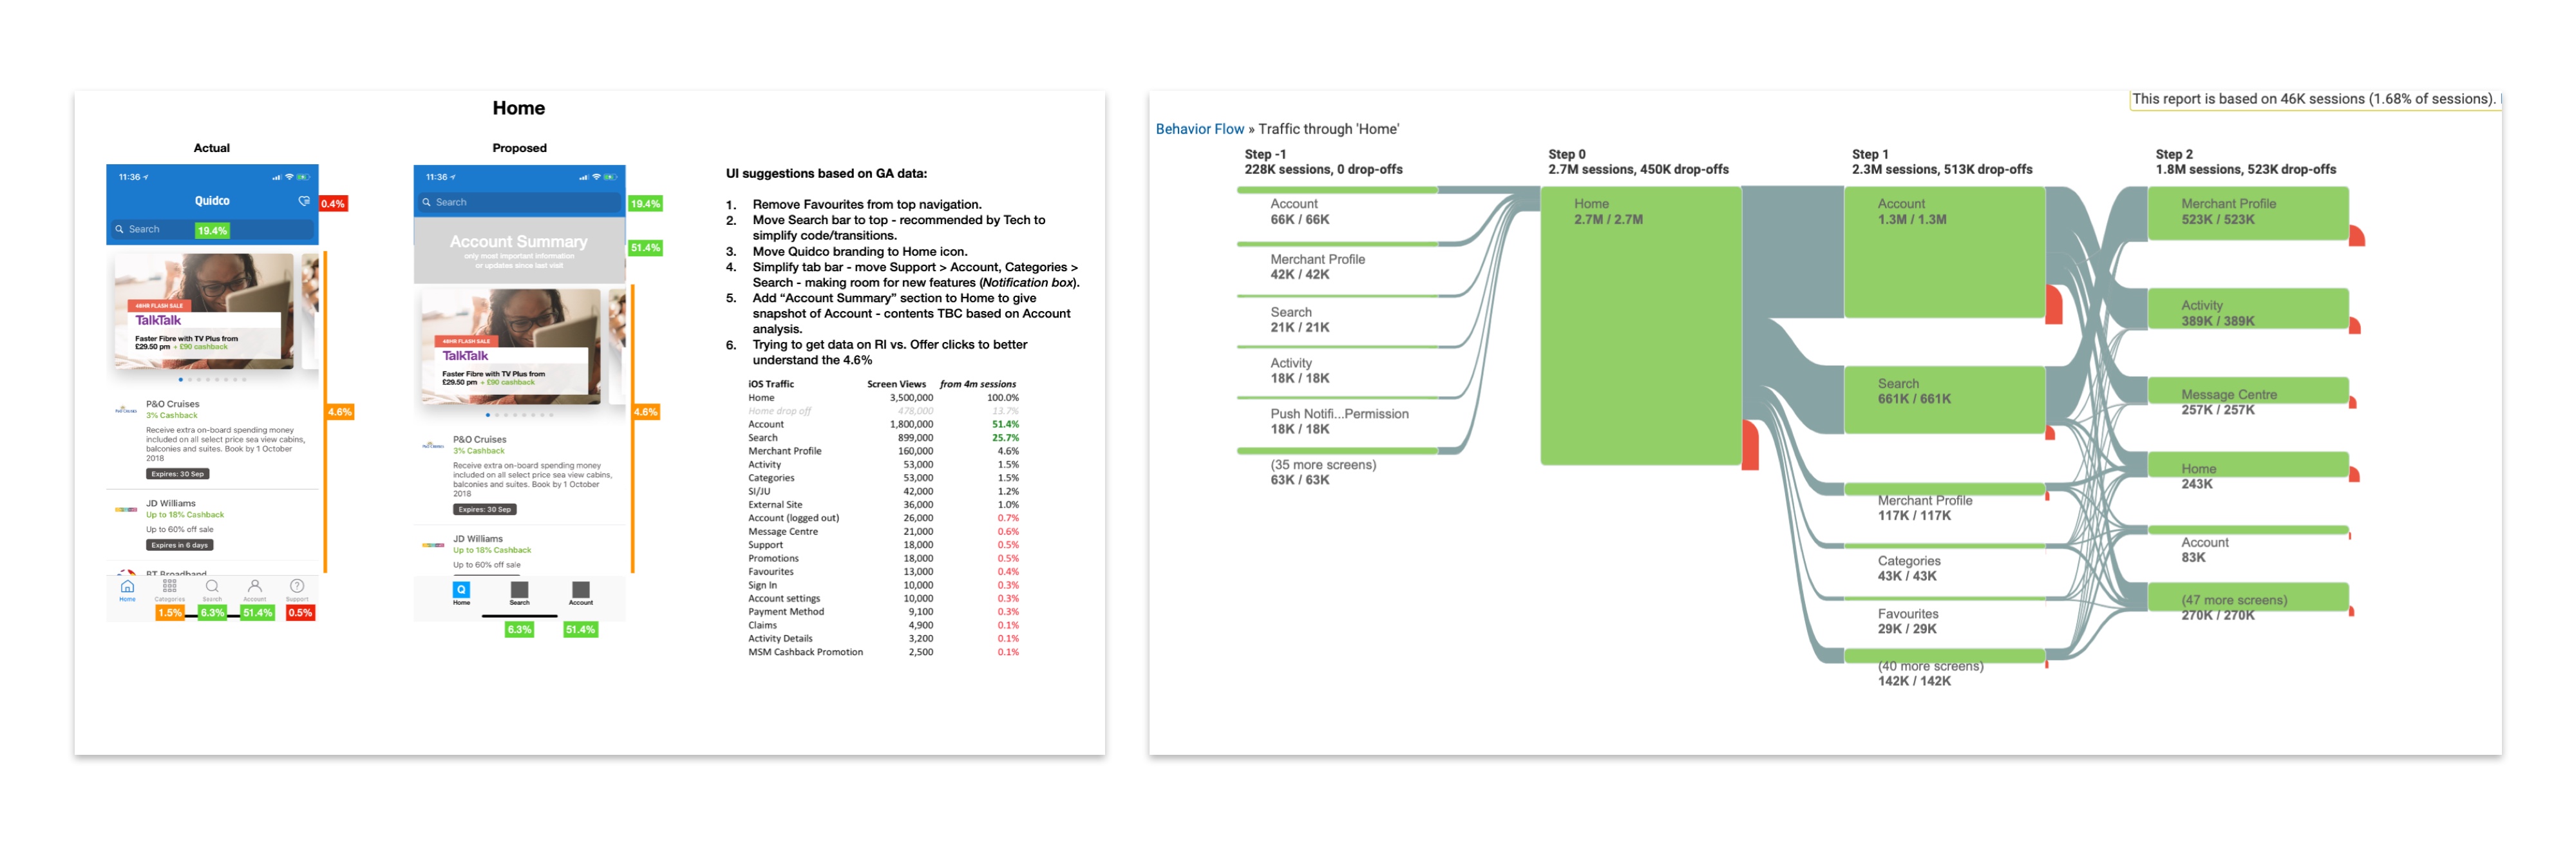 Home
Actual
11:36
Quidco
0.4%
Search
19.4%
48HR FLASH SALE
TalkTalk
Faster Fibre with TV Plus from
£29.50 pm + £90 cashback
P&O Cruises
3% Cashback
Receive extra on-board spending money
included on all select price sea view cabins,
balconies and suites. Book by 1 October
2018
Expires: 30 Sep
4.6%
JD Williams
Up to 18% Cashback
Up to 60% off sale
Expires in 6 days
BT Broadband
Home
Categories
Search
Account
Support
1.5%
6.3%
51.4%
0.5%
Proposed
11:36
Search
19.4%
Account Summary
only most important information
or updates since last visit
51.4%
48HR FLASH SALE
TalkTalk
Faster Fibre with TV Plus from
£29.50 pm + £90 cashback
4.6%
P&O Cruises
3% Cashback
Receive extra on-board spending money
included on all select price sea view cabins,
balconies and suites. Book by 1 October
2018
Expires: 30 Sep
JD Williams
Up to 18% Cashback
Up to 60% off sale
Q
Home
Search
Account
6.3%
51.4%
UI suggestions based on GA data:
1. Remove Favourites from top navigation.
2. Move Search bar to top - recommended by Tech to
simplify code/transitions.
3. Move Quidco branding to Home icon.
4. Simplify tab bar - move Support > Account, Categories >
Search - making room for new features (Notification box).
5. Add “Account Summary” section to Home to give
snapshot of Account - contents TBC based on Account
analysis.
6. Trying to get data on RI vs. Offer clicks to better
understand the 4.6%
iOS Traffic Screen Views from 4m sessions
Home 3,500,000 100.0%
Home drop off 478,000 13.7%
Account 1,800,000 51.4%
Search 899,000 25.7%
Merchant Profile 160,000 4.6%
Activity 53,000 1.5%
Categories 53,000 1.5%
SI/JU 42,000 1.2%
External Site 36,000 1.0%
Account (logged out) 26,000 0.7%
Message Centre 21,000 0.6%
Support 18,000 0.5%
Promotions 18,000 0.5%
Favourites 13,000 0.4%
Sign In 10,000 0.3%
Account settings 10,000 0.3%
Payment Method 9,100 0.3%
Claims 4,900 0.1%
Activity Details 3,200 0.1%
MSM Cashback Promotion 2,500 0.1%
This report is based on 46K sessions (1.68% of sessions).
Behavior Flow » Traffic through 'Home'
Step -1
228K sessions, 0 drop-offs
Account
66K / 66K
Merchant Profile
42K / 42K
Search
21K / 21K
Activity
18K / 18K
Push Notifi...Permission
18K / 18K
(35 more screens)
63K / 63K
Step 0
2.7M sessions, 450K drop-offs
Home
2.7M / 2.7M
Step 1
2.3M sessions, 513K drop-offs
Account
1.3M / 1.3M
Search
661K / 661K
Merchant Profile
117K / 117K
Categories
43K / 43K
Favourites
29K / 29K
(40 more screens)
142K / 142K
Step 2
1.8M sessions, 523K drop-offs
Merchant Profile
523K / 523K
Activity
389K / 389K
Message Centre
257K / 257K
Home
243K
Account
83K
(47 more screens)
270K / 270K